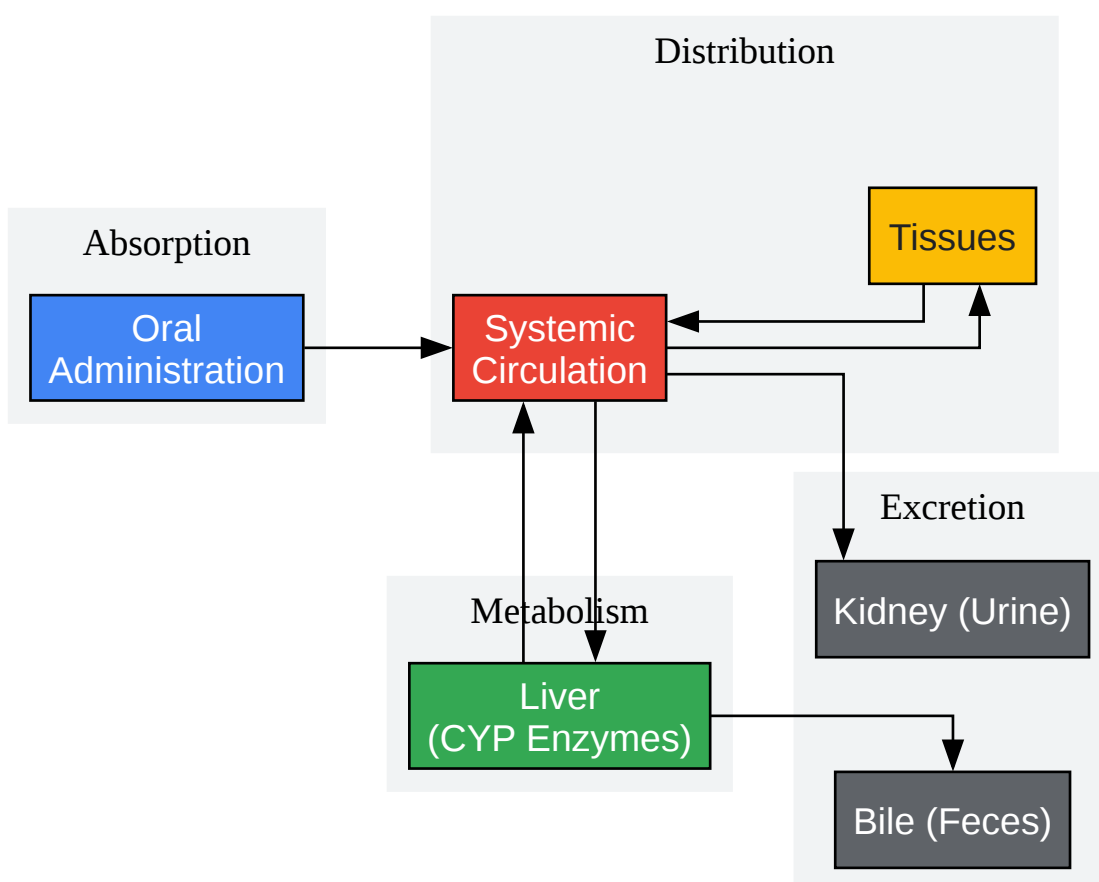 Distribution
Tissues
Absorption
Oral
Administration
Systemic
Circulation
Excretion
Kidney (Urine)
Metabolism
Liver
(CYP Enzymes)
Bile (Feces)